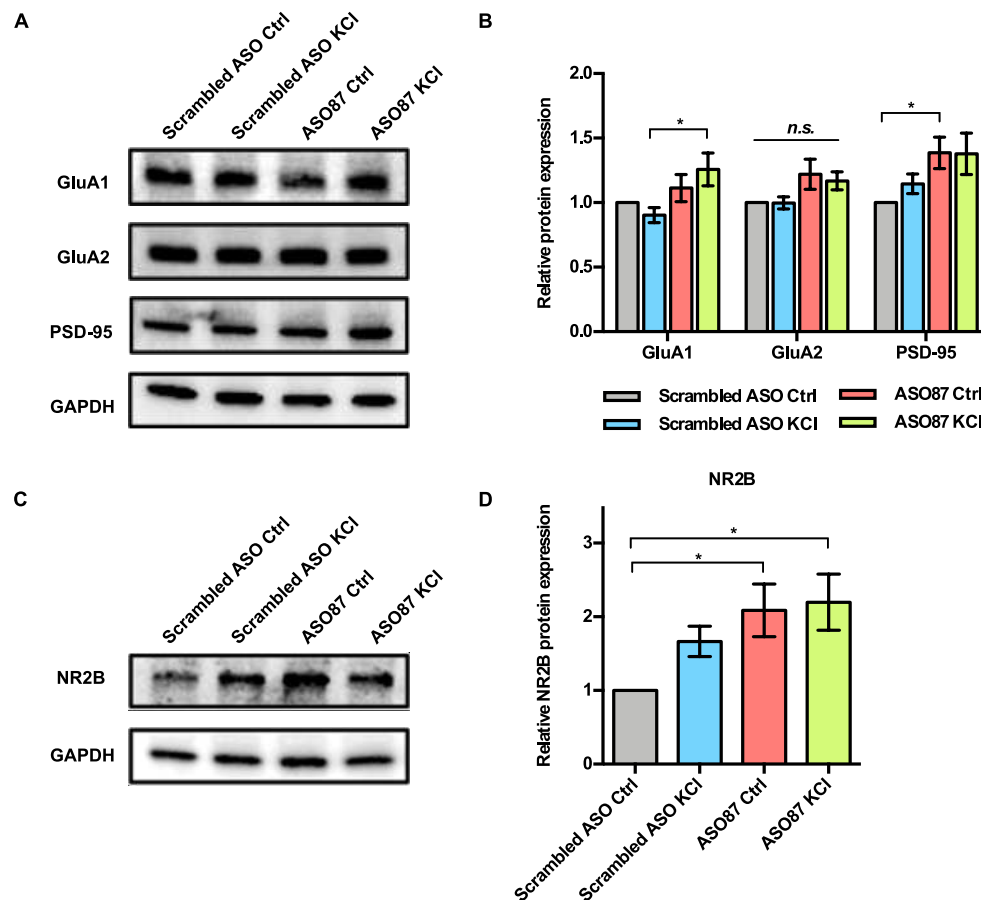 A
Scrambled ASO Ctrl
Scrambled ASO KCl
ASO87 Ctrl
ASO87 KCl
GluA1
GluA2
PSD-95
GAPDH
B
Relative protein expression
2.0
1.5
1.0
0.5
0.0
*
n.s.
*
GluA1 GluA2 PSD-95
Scrambled ASO Ctrl ASO87 Ctrl
Scrambled ASO KCl ASO87 KCl
C
Scrambled ASO Ctrl
Scrambled ASO KCl
ASO87 Ctrl
ASO87 KCl
NR2B
GAPDH
D
NR2B
Relative NR2B protein expression
3
2
1
0
*
*
Scrambled ASO Ctrl
Scrambled ASO KCl
ASO87 Ctrl
ASO87 KCl